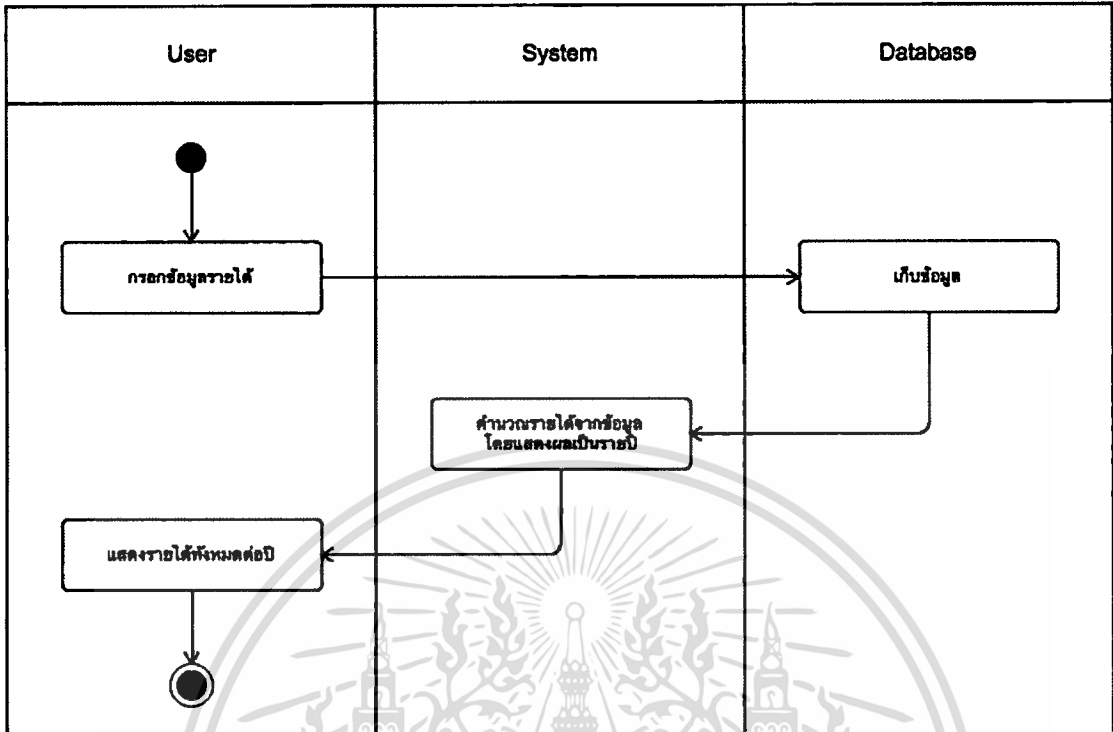 User
System
Database
กรอกข้อมูลรายได้
เก็บข้อมูล
คำนวณรายได้จากข้อมูล
โดยแสดงผลเป็นรายปี
แสดงรายได้ทั้งหมดต่อปี